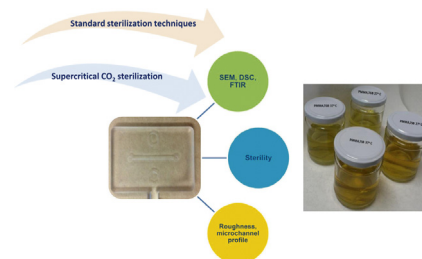 Standard sterilization techniques
Supercritical CO₂ sterilization
SEM, DSC,
FTIR
Sterility
Roughness,
microchannel
profile